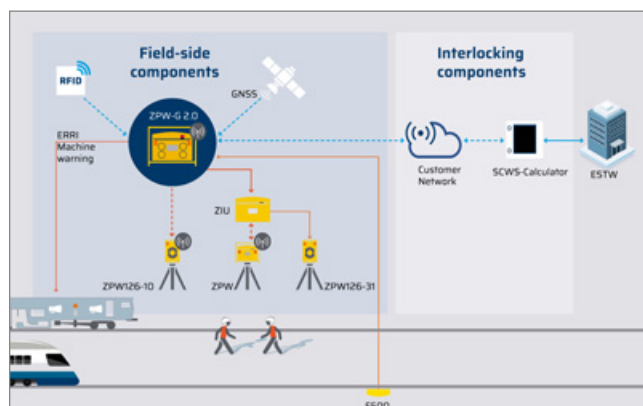 Field-side
components
Interlocking
components
RFID
GNSS
ZPW-G 2.0
ERRI
Machine
warning
Customer
Network
SCWS-Calculator
ESTW
ZIU
ZPW126-10
ZPW
ZPW126-31